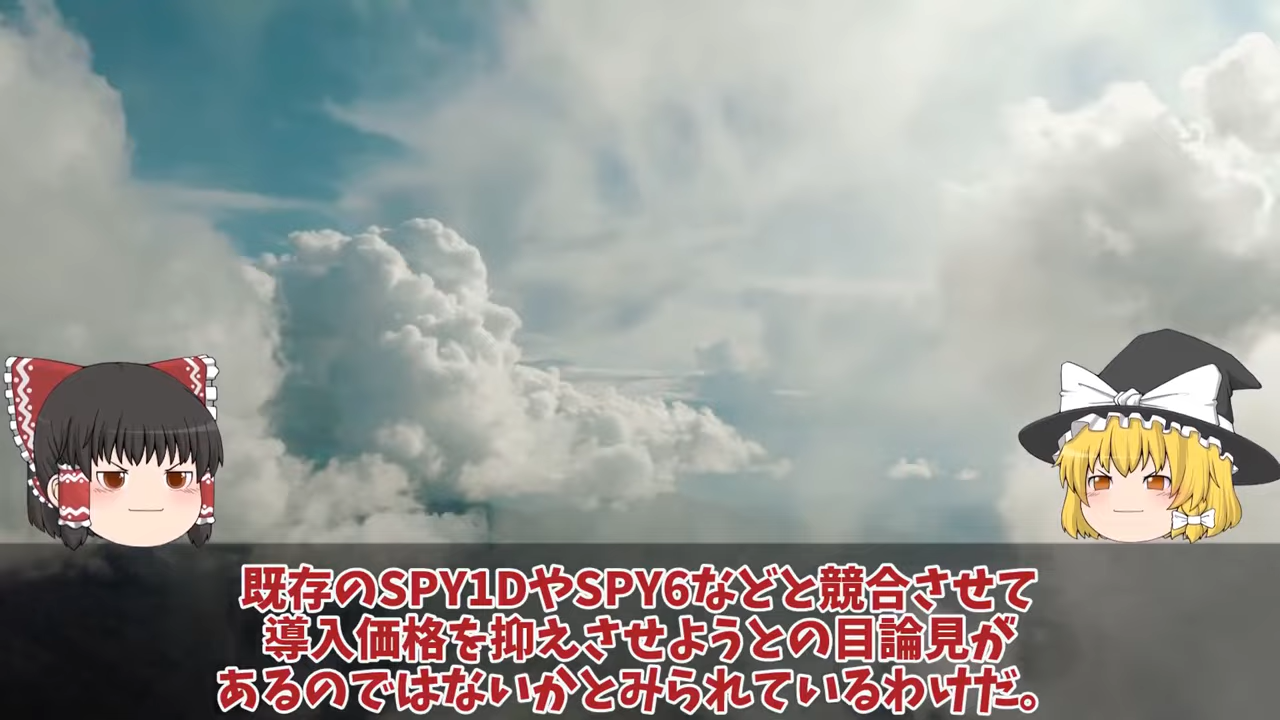 既存のSPY1DやSPY6などと競合させて
導入価格を抑えさせようとの目論見が
あるのではないかとみられているわけだ。